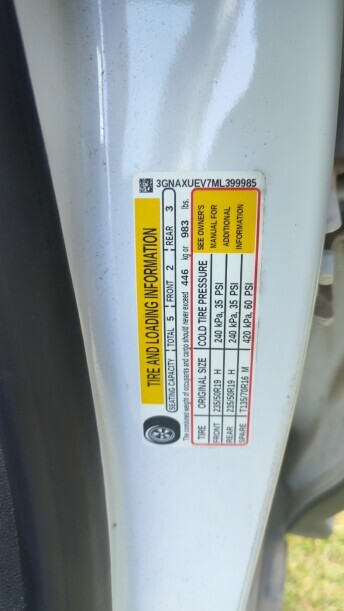 3GNAXUEV7ML399985
TIRE AND LOADING INFORMATION
SEATING CAPACITY TOTAL 5 FRONT 2 REAR 3
The combined weight of occupants and cargo should never exceed 446 kg or 983 lbs.
TIRE ORIGINAL SIZE COLD TIRE PRESSURE SEE OWNER'S
FRONT 235/50R19 H 240 kPa, 35 PSI MANUAL FOR
REAR 235/50R19 H 240 kPa, 35 PSI ADDITIONAL
SPARE T135/70R16 M 420 kPa, 60 PSI INFORMATION